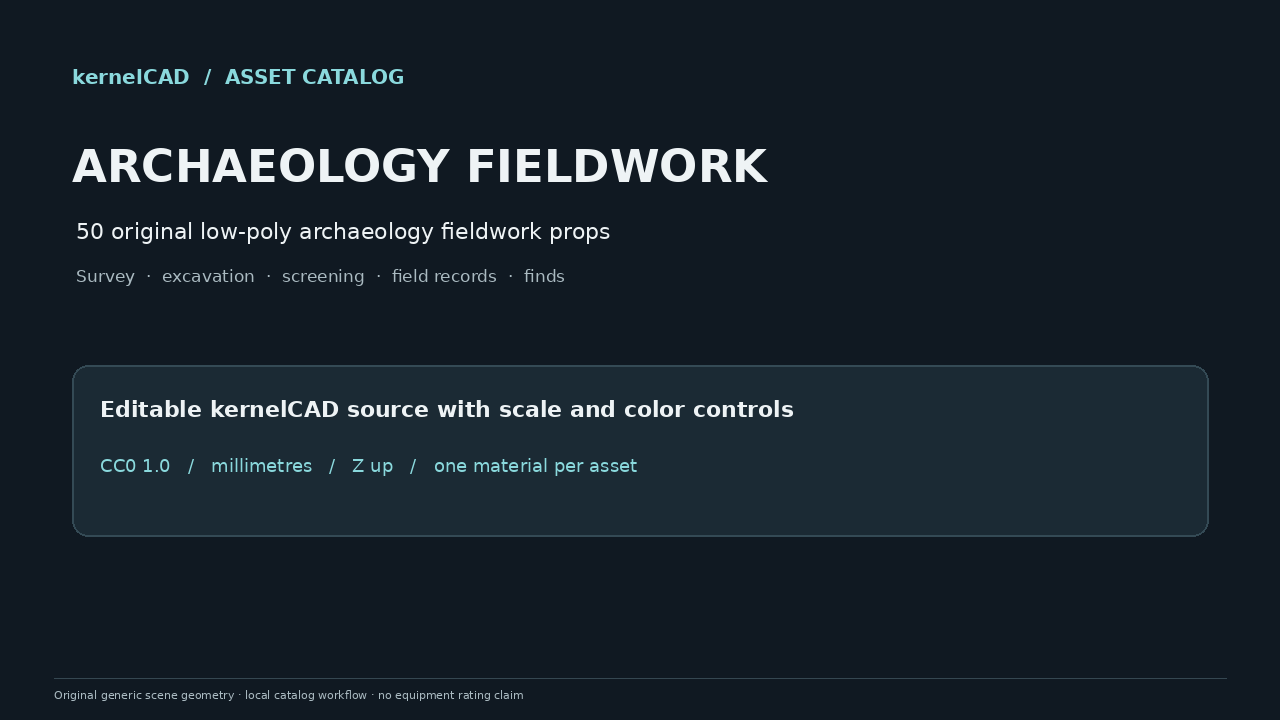 kernelCAD / ASSET CATALOG
ARCHAEOLOGY FIELDWORK
50 original low-poly archaeology fieldwork props
Survey · excavation · screening · field records · finds
Editable kernelCAD source with scale and color controls
CC0 1.0 / millimetres / Z up / one material per asset
Original generic scene geometry · local catalog workflow · no equipment rating claim